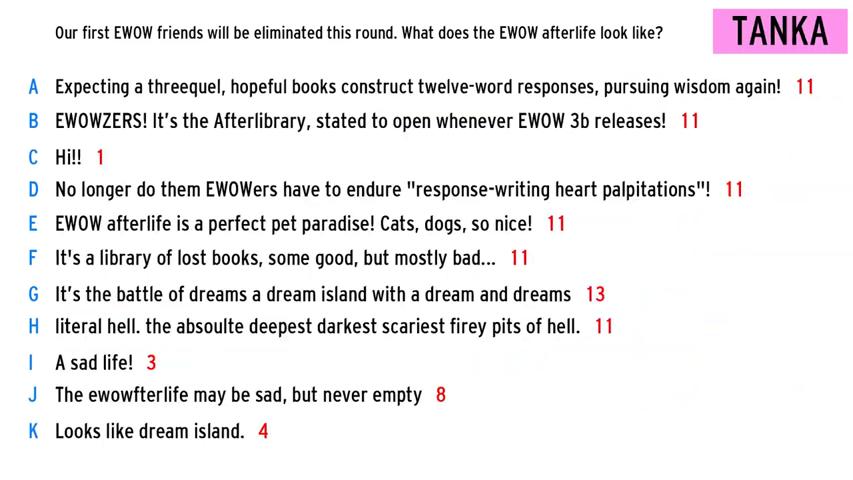 Our first EWOW friends will be eliminated this round. What does the EWOW afterlife look like?
TANKA
A Expecting a threequel, hopeful books construct twelve-word responses, pursuing wisdom again! 11
B EWOWZERS! It’s the Afterlibrary, stated to open whenever EWOW 3b releases! 11
C Hi!! 1
D No longer do them EWOWers have to endure "response-writing heart palpitations"! 11
E EWOW afterlife is a perfect pet paradise! Cats, dogs, so nice! 11
F It's a library of lost books, some good, but mostly bad... 11
G It’s the battle of dreams a dream island with a dream and dreams 13
H literal hell. the absoulte deepest darkest scariest firey pits of hell. 11
I A sad life! 3
J The ewowfterlife may be sad, but never empty 8
K Looks like dream island. 4